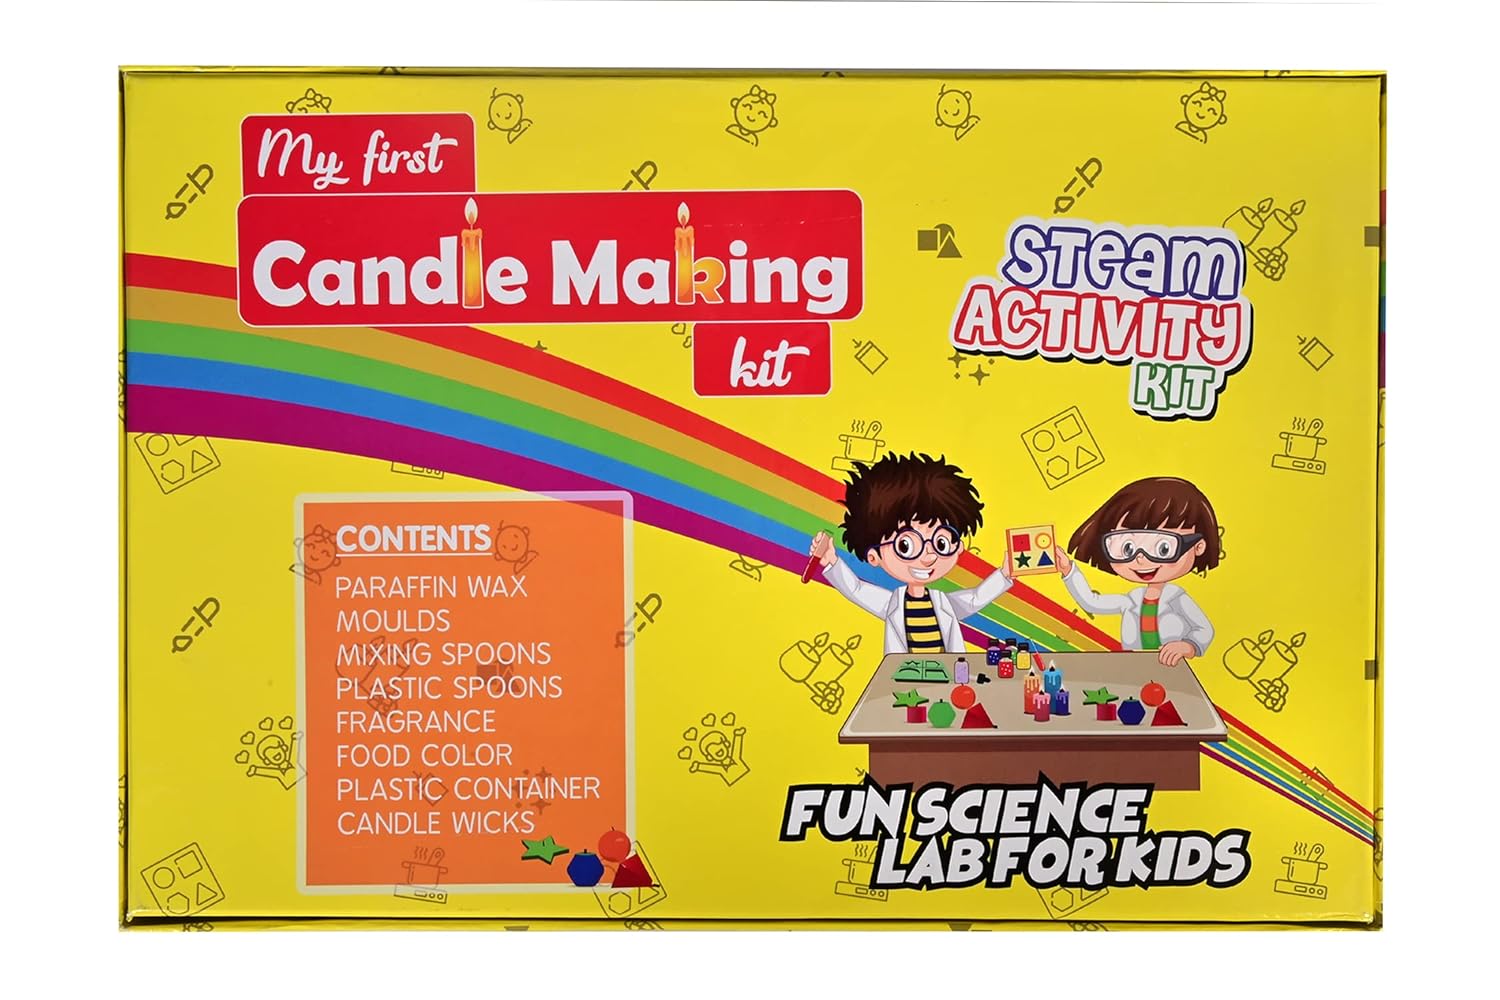 My first
Candle Making
kit
STeam
ACTIVITY
KIT
CONTENTS
PARAFFIN WAX
MOULDS
MIXING SPOONS
PLASTIC SPOONS
FRAGRANCE
FOOD COLOR
PLASTIC CONTAINER
CANDLE WICKS
FUN SCIENCE
LAB FOR KIDS